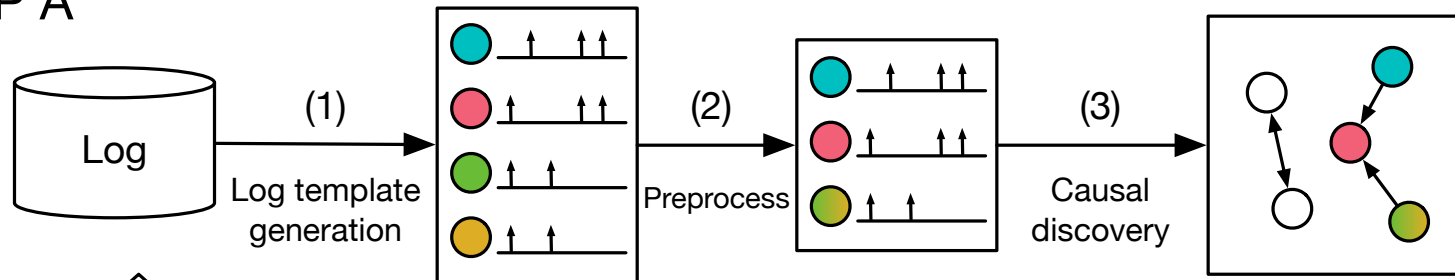 P A
Log
(1)
Log template
generation
(2)
Preprocess
(3)
Causal
discovery